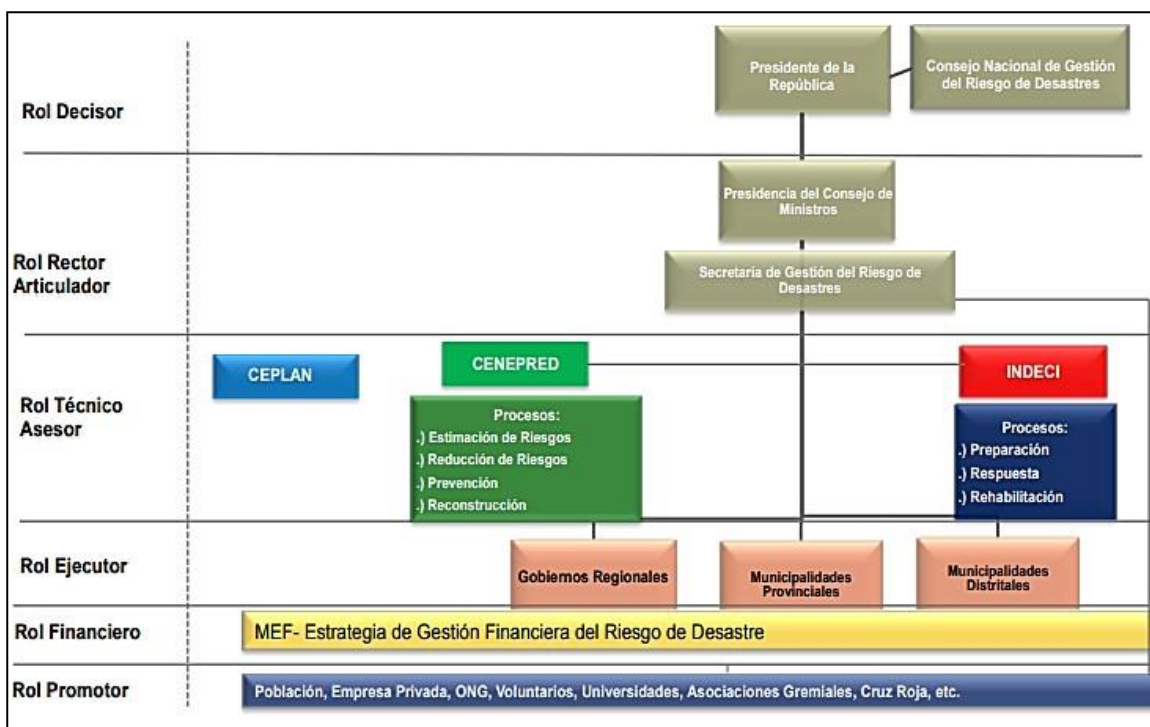 Rol Decisor
Presidente de la
República
Consejo Nacional de Gestión
del Riesgo de Desastres
Rol Rector
Articulador
Presidencia del Consejo de
Ministros
Secretaria de Gestión del Riesgo de
Desastres
Rol Técnico
Asesor
CEPLAN
CENEPRED
Procesos:
.) Estimación de Riesgos
.) Reducción de Riesgos
.) Prevención
.) Reconstrucción
INDECI
Procesos:
.) Preparación
.) Respuesta
.) Rehabilitación
Rol Ejecutor
Gobiernos Regionales
Municipalidades
Provinciales
Municipalidades
Distritales
Rol Financiero
MEF- Estrategia de Gestión Financiera del Riesgo de Desastre
Rol Promotor
Población, Empresa Privada, ONG, Voluntarios, Universidades, Asociaciones Gremiales, Cruz Roja, etc.